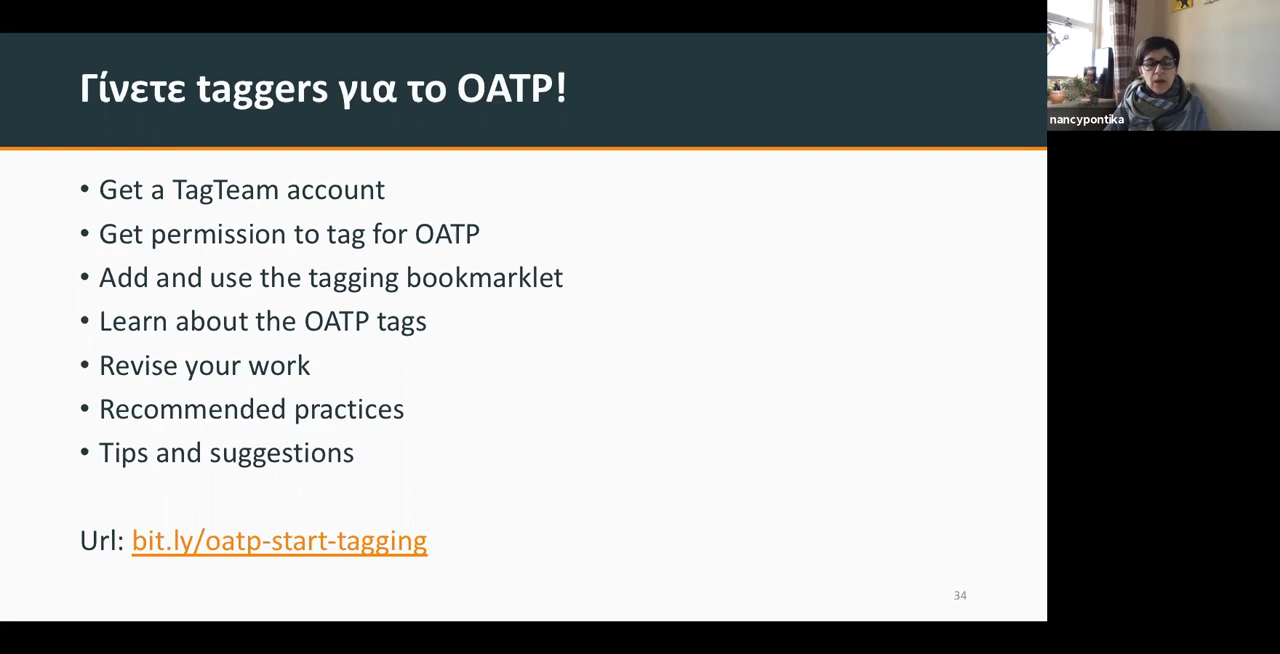 Γίνετε taggers για το OATP!
• Get a TagTeam account
• Get permission to tag for OATP
• Add and use the tagging bookmarklet
• Learn about the OATP tags
• Revise your work
• Recommended practices
• Tips and suggestions
Url: bit.ly/oatp-start-tagging
34
nancypontika